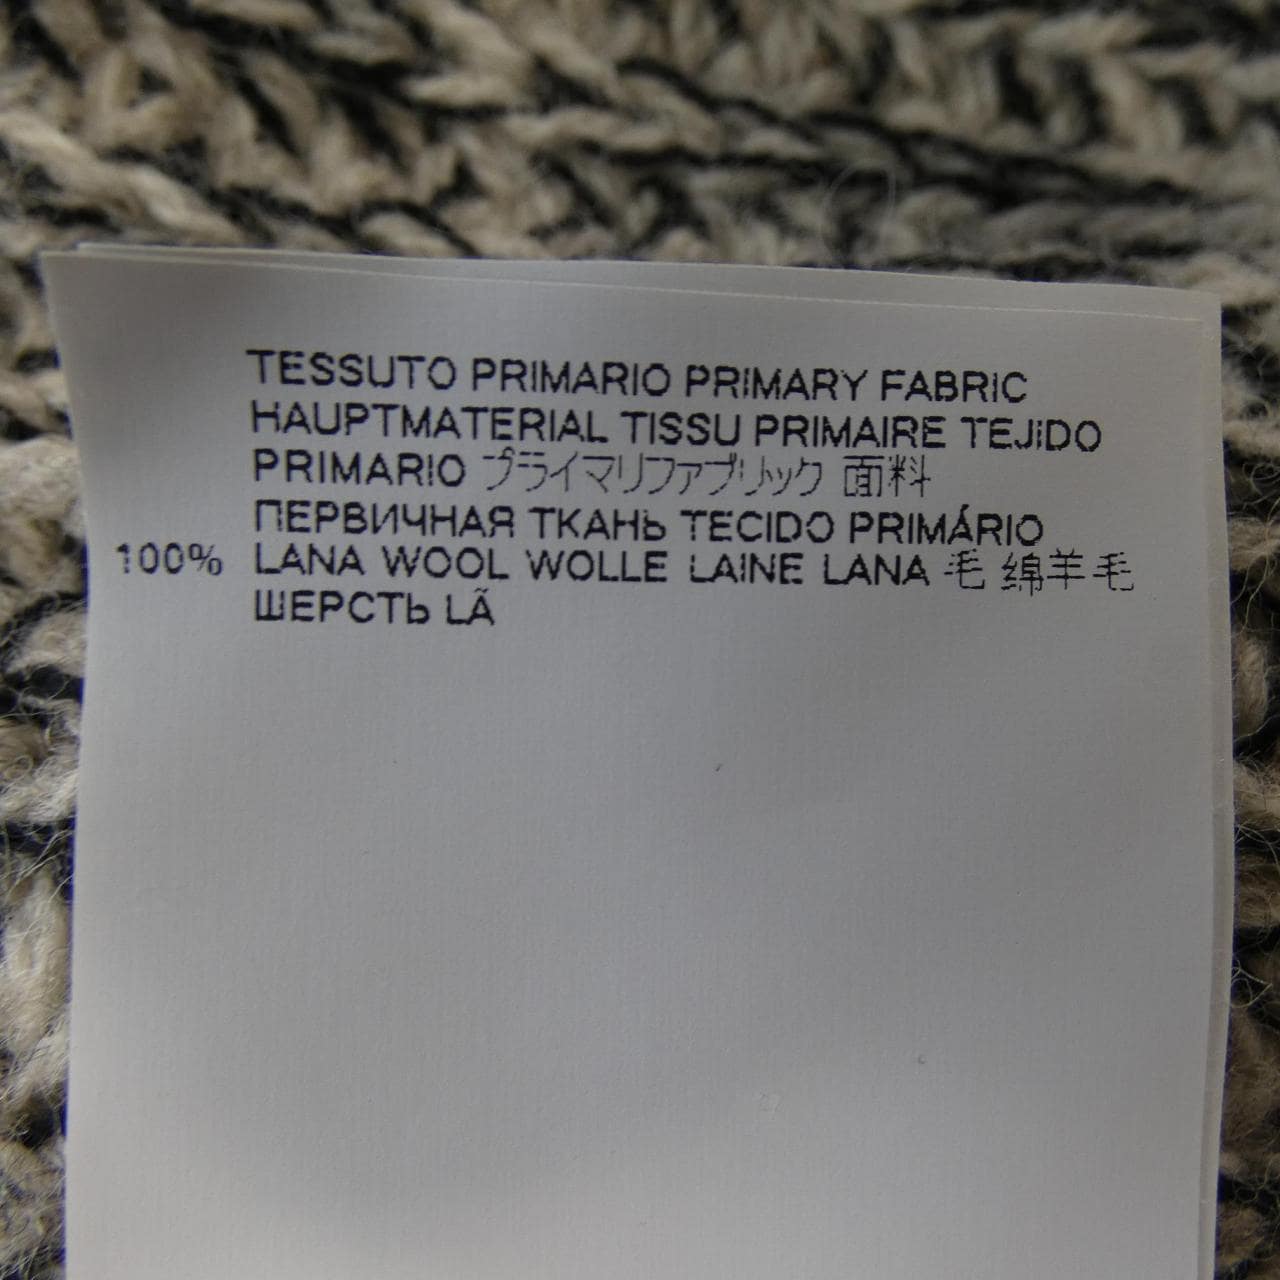 TESSUTO PRIMARIO PRIMARY FABRIC
HAUPTMATERIAL TISSU PRIMAIRE TEJIDO
PRIMARIO プライマリファブリック 面料
ПЕРВИЧНАЯ ТКАНЬ TECIDO PRIMÁRIO
100% LANA WOOL WOLLE LAINE LANA 毛 绵羊毛
ШЕРСТЬ LÃ